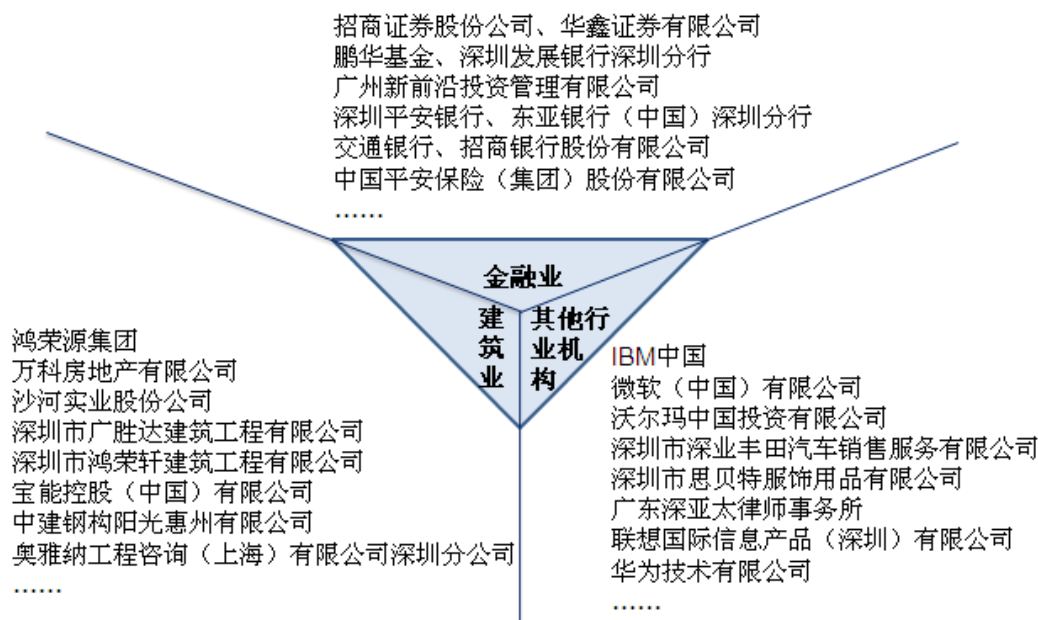 招商证券股份公司、华鑫证券有限公司
鹏华基金、深圳发展银行深圳分行
广州新前沿投资管理有限公司
深圳平安银行、东亚银行（中国）深圳分行
交通银行、招商银行股份有限公司
中国平安保险（集团）股份有限公司
……
金融业
建
筑
业
其他行
业机
构
鸿荣源集团
万科房地产有限公司
沙河实业股份公司
深圳市广胜达建筑工程有限公司
深圳市鸿荣轩建筑工程有限公司
宝能控股（中国）有限公司
中建钢构阳光惠州有限公司
奥雅纳工程咨询（上海）有限公司深圳分公司
……
IBM中国
微软（中国）有限公司
沃尔玛中国投资有限公司
深圳市深业丰田汽车销售服务有限公司
深圳市思贝特服饰用品有限公司
广东深亚太律师事务所
联想国际信息产品（深圳）有限公司
华为技术有限公司
……